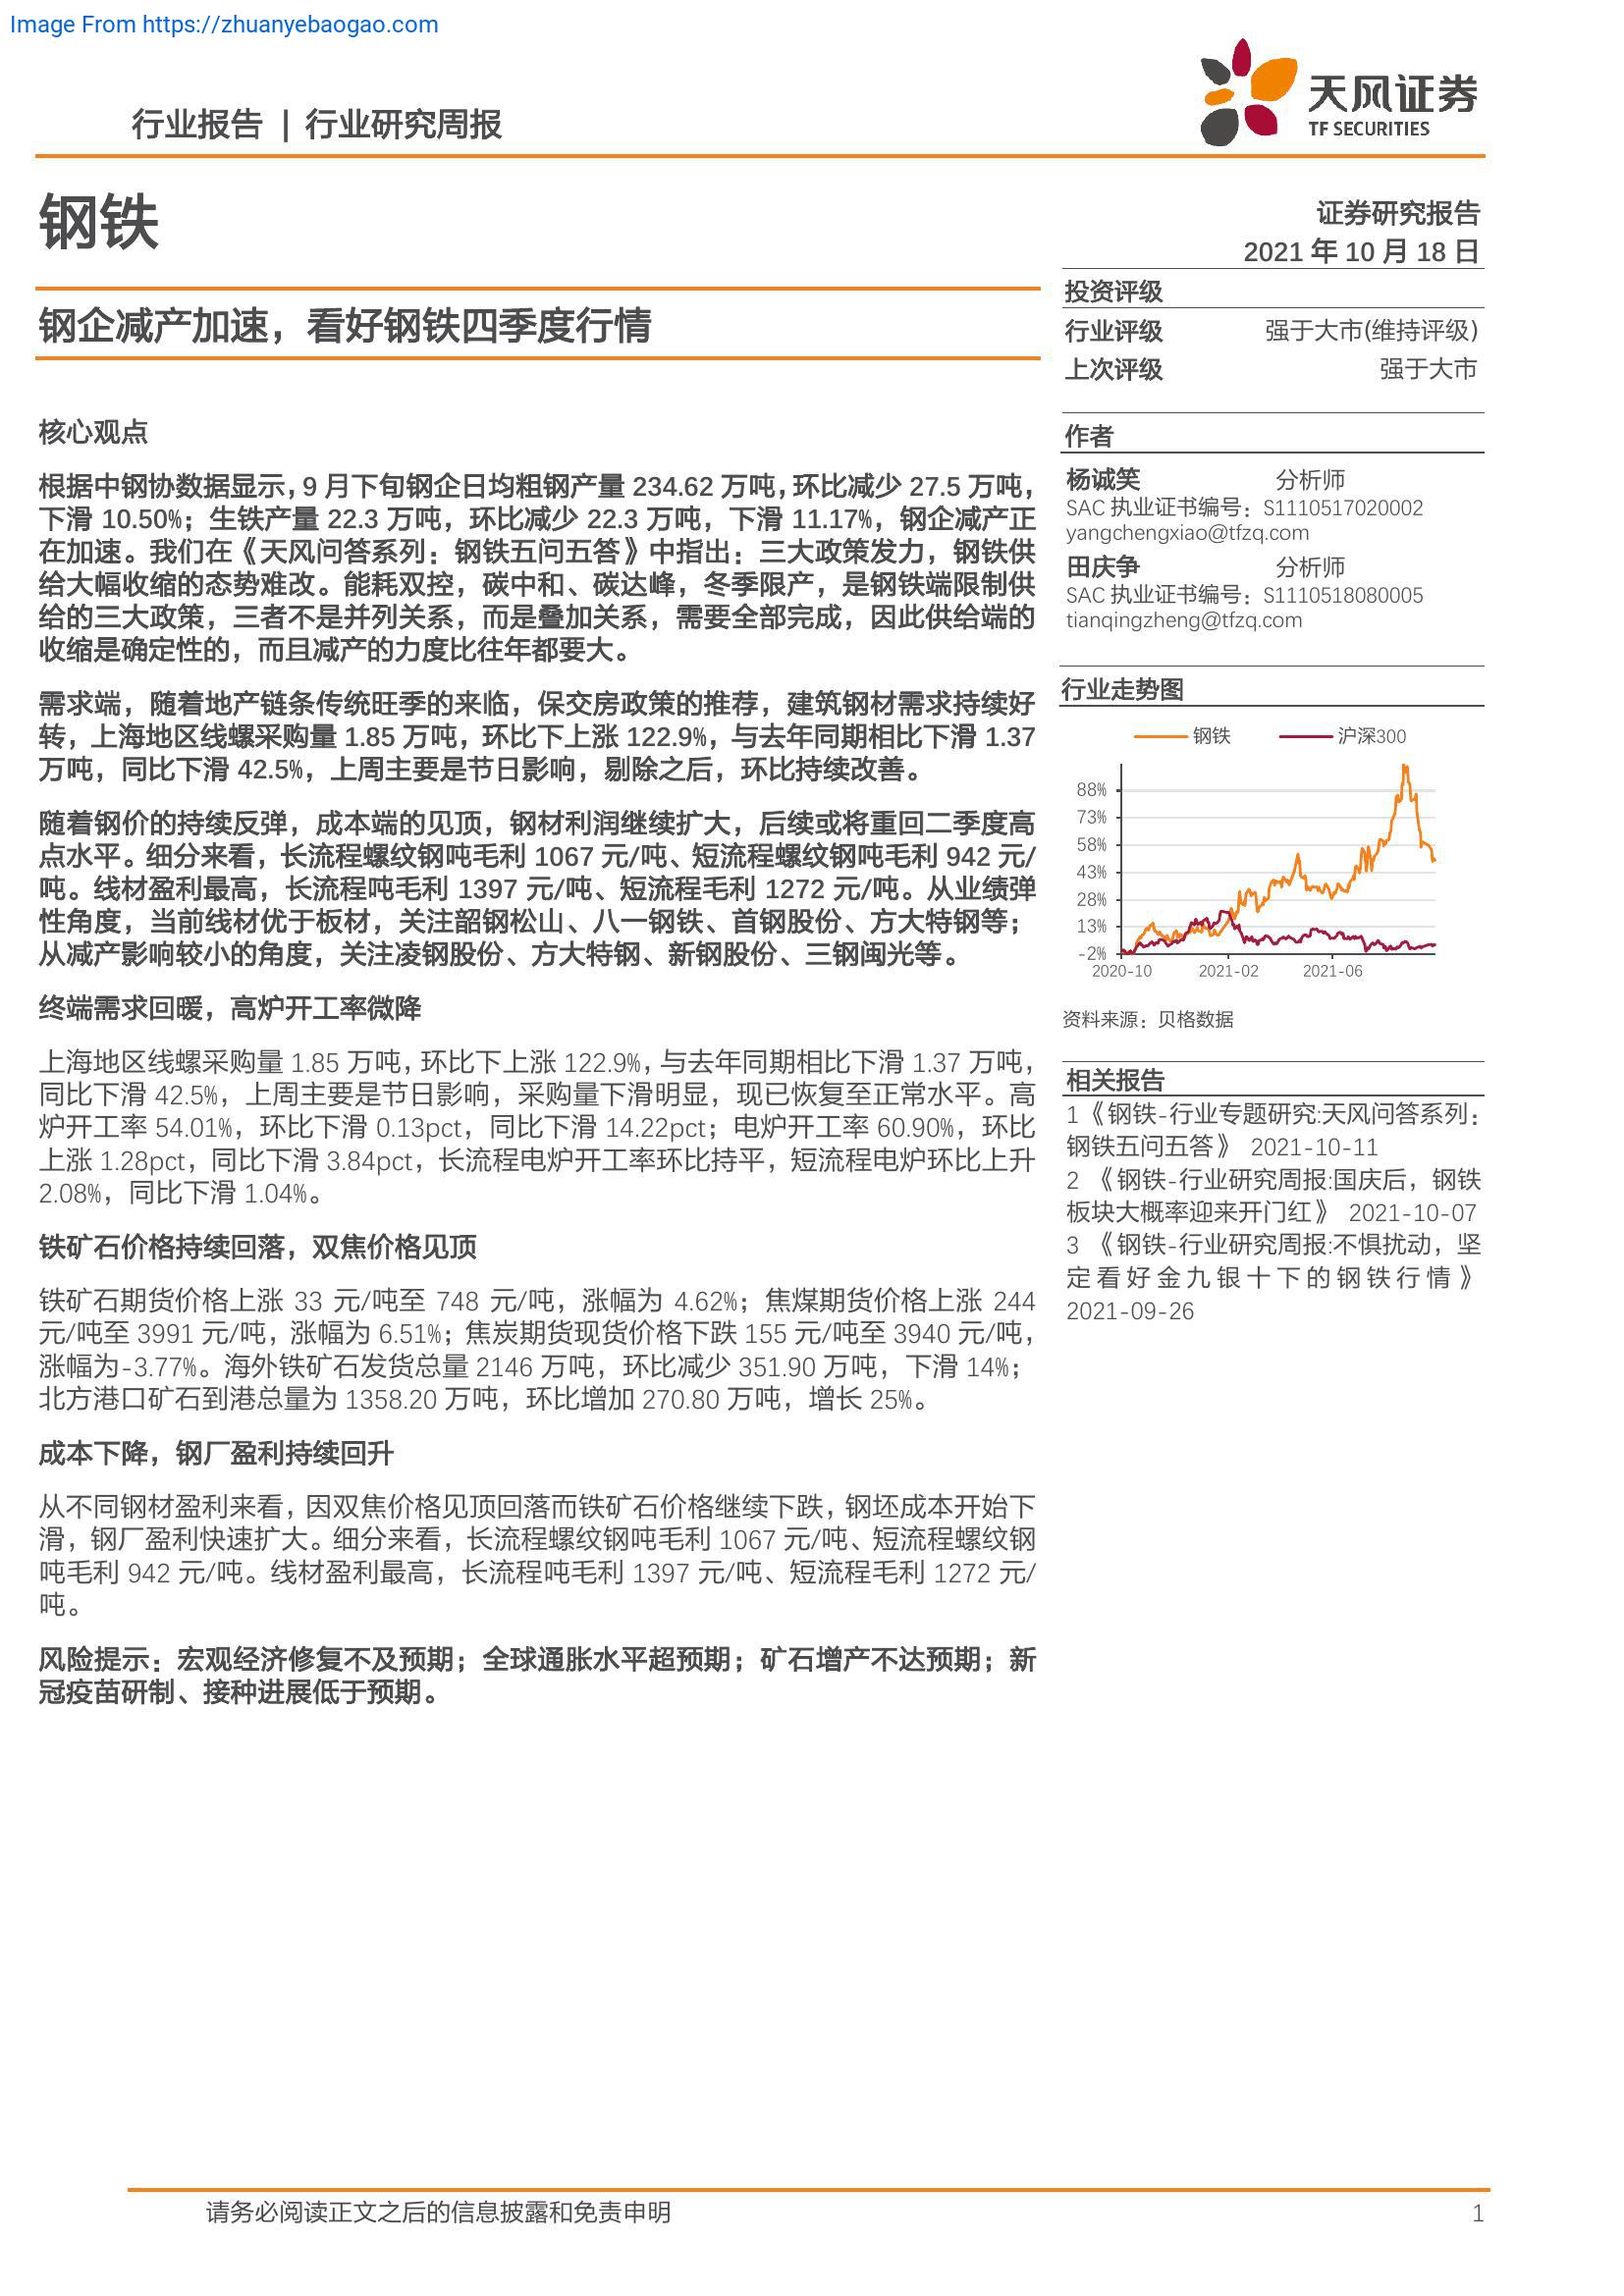 Image From https://zhuanyebaogao.com
行业报告 | 行业研究周报
天风证券
TF SECURITIES
钢铁
证券研究报告
2021 年 10 月 18 日
钢企减产加速，看好钢铁四季度行情
投资评级
行业评级 强于大市(维持评级)
上次评级 强于大市
核心观点
根据中钢协数据显示，9 月下旬钢企日均粗钢产量 234.62 万吨，环比减少 27.5 万吨，
下滑 10.50%；生铁产量 22.3 万吨，环比减少 22.3 万吨，下滑 11.17%，钢企减产正
在加速。我们在《天风问答系列：钢铁五问五答》中指出：三大政策发力，钢铁供
给大幅收缩的态势难改。能耗双控，碳中和、碳达峰，冬季限产，是钢铁端限制供
给的三大政策，三者不是并列关系，而是叠加关系，需要全部完成，因此供给端的
收缩是确定性的，而且减产的力度比往年都要大。
需求端，随着地产链条传统旺季的来临，保交房政策的推荐，建筑钢材需求持续好
转，上海地区线螺采购量 1.85 万吨，环比下上涨 122.9%，与去年同期相比下滑 1.37
万吨，同比下滑 42.5%，上周主要是节日影响，剔除之后，环比持续改善。
随着钢价的持续反弹，成本端的见顶，钢材利润继续扩大，后续或将重回二季度高
点水平。细分来看，长流程螺纹钢吨毛利 1067 元/吨、短流程螺纹钢吨毛利 942 元/
吨。线材盈利最高，长流程吨毛利 1397 元/吨、短流程毛利 1272 元/吨。从业绩弹
性角度，当前线材优于板材，关注韶钢松山、八一钢铁、首钢股份、方大特钢等；
从减产影响较小的角度，关注凌钢股份、方大特钢、新钢股份、三钢闽光等。
终端需求回暖，高炉开工率微降
上海地区线螺采购量 1.85 万吨，环比下上涨 122.9%，与去年同期相比下滑 1.37 万吨，
同比下滑 42.5%，上周主要是节日影响，采购量下滑明显，现已恢复至正常水平。高
炉开工率 54.01%，环比下滑 0.13pct，同比下滑 14.22pct；电炉开工率 60.90%，环比
上涨 1.28pct，同比下滑 3.84pct，长流程电炉开工率环比持平，短流程电炉环比上升
2.08%，同比下滑 1.04%。
铁矿石价格持续回落，双焦价格见顶
铁矿石期货价格上涨 33 元/吨至 748 元/吨，涨幅为 4.62%；焦煤期货价格上涨 244
元/吨至 3991 元/吨，涨幅为 6.51%；焦炭期货现货价格下跌 155 元/吨至 3940 元/吨，
涨幅为-3.77%。海外铁矿石发货总量 2146 万吨，环比减少 351.90 万吨，下滑 14%；
北方港口矿石到港总量为 1358.20 万吨，环比增加 270.80 万吨，增长 25%。
成本下降，钢厂盈利持续回升
从不同钢材盈利来看，因双焦价格见顶回落而铁矿石价格继续下跌，钢坯成本开始下
滑，钢厂盈利快速扩大。细分来看，长流程螺纹钢吨毛利 1067 元/吨、短流程螺纹钢
吨毛利 942 元/吨。线材盈利最高，长流程吨毛利 1397 元/吨、短流程毛利 1272 元/
吨。
风险提示：宏观经济修复不及预期；全球通胀水平超预期；矿石增产不达预期；新
冠疫苗研制、接种进展低于预期。
作者
杨诚笑 分析师
SAC 执业证书编号：S1110517020002
yangchengxiao@tfzq.com
田庆争 分析师
SAC 执业证书编号：S1110518080005
tianqingzheng@tfzq.com
行业走势图
钢铁 沪深300
88%
73%
58%
43%
28%
13%
-2%
2020-10 2021-02 2021-06
资料来源：贝格数据
相关报告
1《钢铁-行业专题研究:天风问答系列：
钢铁五问五答》 2021-10-11
2 《钢铁-行业研究周报:国庆后，钢铁
板块大概率迎来开门红》 2021-10-07
3 《钢铁-行业研究周报:不惧扰动，坚
定看好金九银十下的钢铁行情》
2021-09-26
请务必阅读正文之后的信息披露和免责申明 1